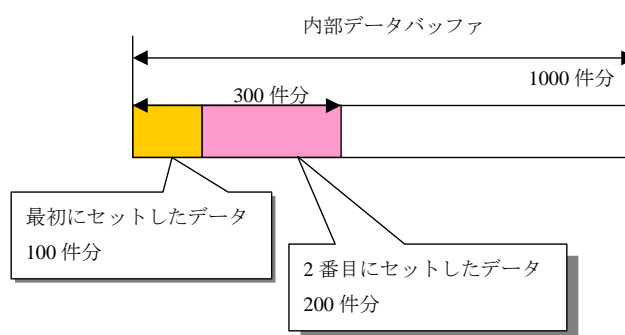 内部データバッファ
1000 件分
300 件分
最初にセットしたデータ
100 件分
2 番目にセットしたデータ
200 件分